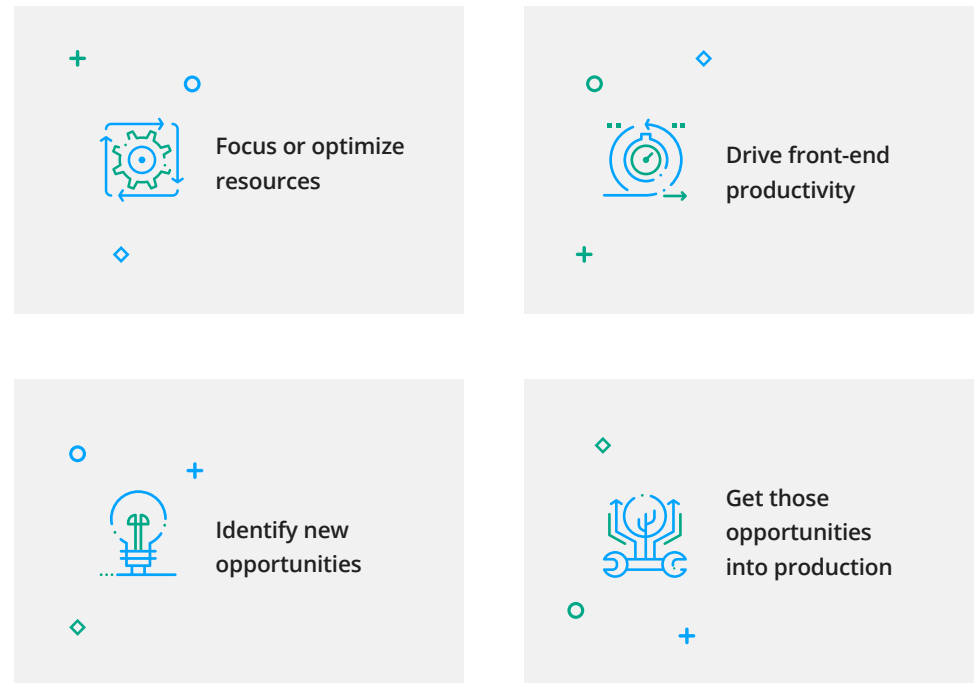 Focus or optimize
resources
Drive front-end
productivity
Identify new
opportunities
Get those
opportunities
into production